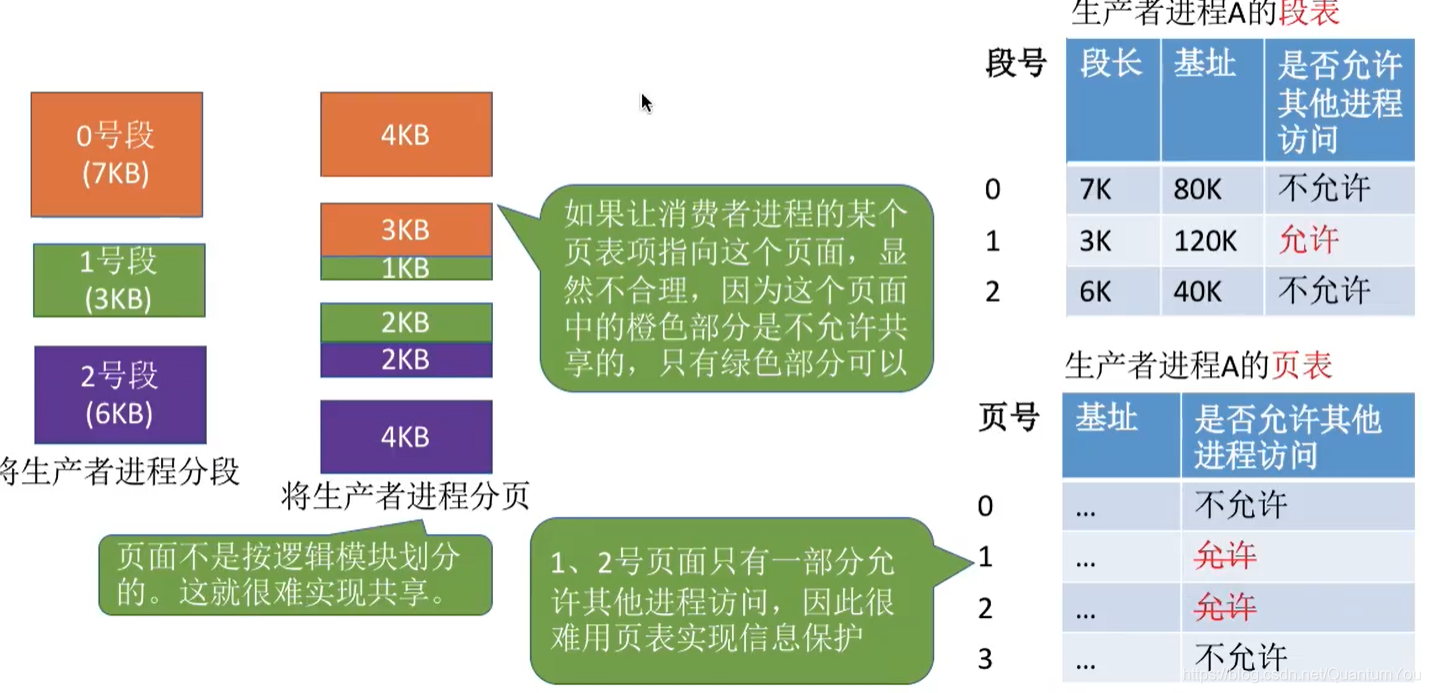 0号段
(7KB)
1号段
(3KB)
2号段
(6KB)
将生产者进程分段
4KB
3KB
1KB
2KB
2KB
4KB
将生产者进程分页
页面不是按逻辑模块划分
的。这就很难实现共享。
如果让消费者进程的某个
页表项指向这个页面，显
然不合理，因为这个页面
中的橙色部分是不允许共
享的，只有绿色部分可以
1、2号页面只有一部分允
许其他进程访问，因此很
难用页表实现信息保护
生产者进程A的段表
段号 段长 基址 是否允许
其他进程
访问
0 7K 80K 不允许
1 3K 120K 允许
2 6K 40K 不允许
生产者进程A的页表
页号 基址 是否允许其他
进程访问
0 ... 不允许
1 ... 允许
2 ... 允许
3 ... 不允许
https://blog.csdn.net/QuantumYou